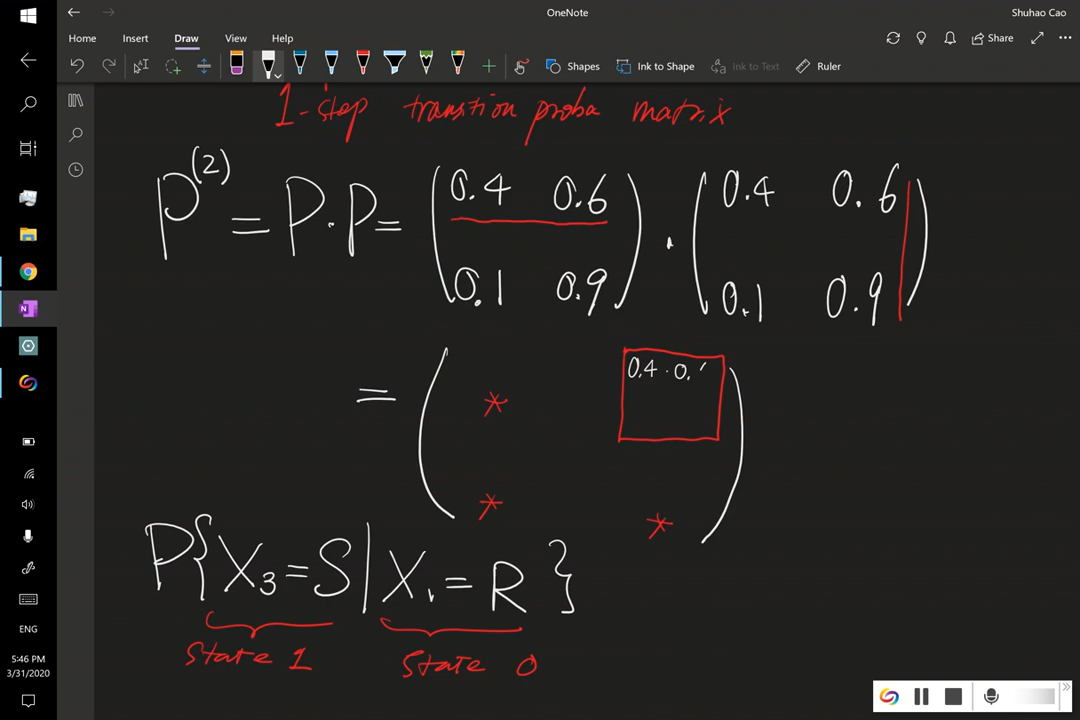 OneNote
Shuhao Cao
Home Insert Draw View Help
Share
Shapes
Ink to Shape
Ink to Text
Ruler
1-step transition proba matrix
P^(2) = P · P = (0.4 0.6) · (0.4 0.6)
0.1 0.9 0.1 0.9
= ( * 0.4 · 0. )
* *
P{X₃ = S | X₁ = R}
State 1 State 0
ENG
5:46 PM
3/31/2020